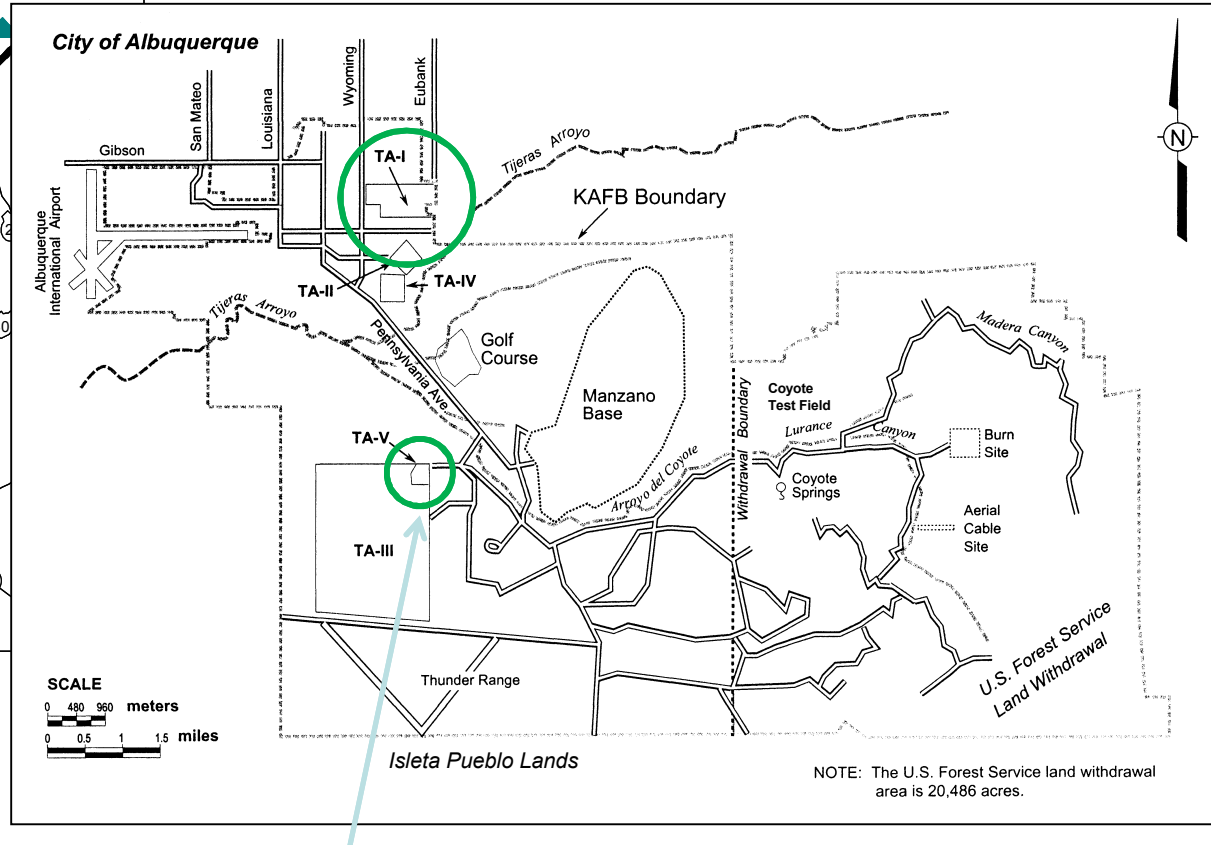 City of Albuquerque
San Mateo
Louisiana
Wyoming
Eubank
Gibson
TA-I
Tijeras Arroyo
N
KAFB Boundary
Albuquerque
International Airport
2
0
TA-II
TA-IV
Tijeras Arroyo
Pennsylvania Ave
Golf
Course
Manzano
Base
Madera Canyon
Withdrawal Boundary
Coyote
Test Field
Lurance Canyon
Burn
Site
TA-V
Arroyo del Coyote
Coyote
Springs
Aerial
Cable
Site
TA-III
U.S. Forest Service
Land Withdrawal
Thunder Range
SCALE
0 480 960 meters
0 0.5 1 1.5 miles
Isleta Pueblo Lands
NOTE: The U.S. Forest Service land withdrawal
area is 20,486 acres.